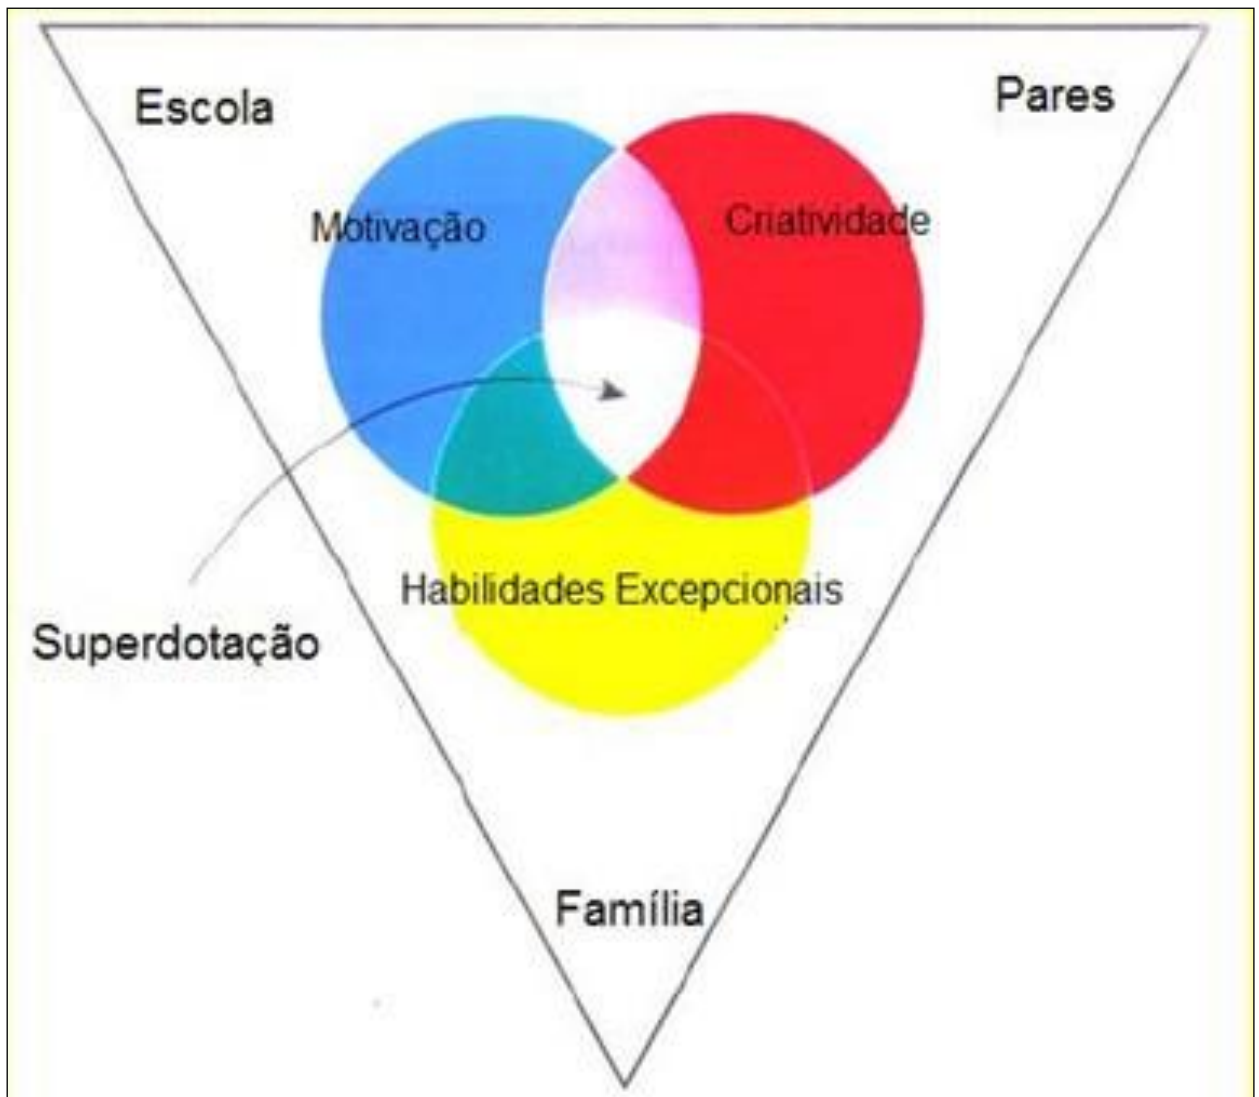 Escola
Pares
Motivação
Criatividade
Habilidades Excepcionais
Superdotação
Família